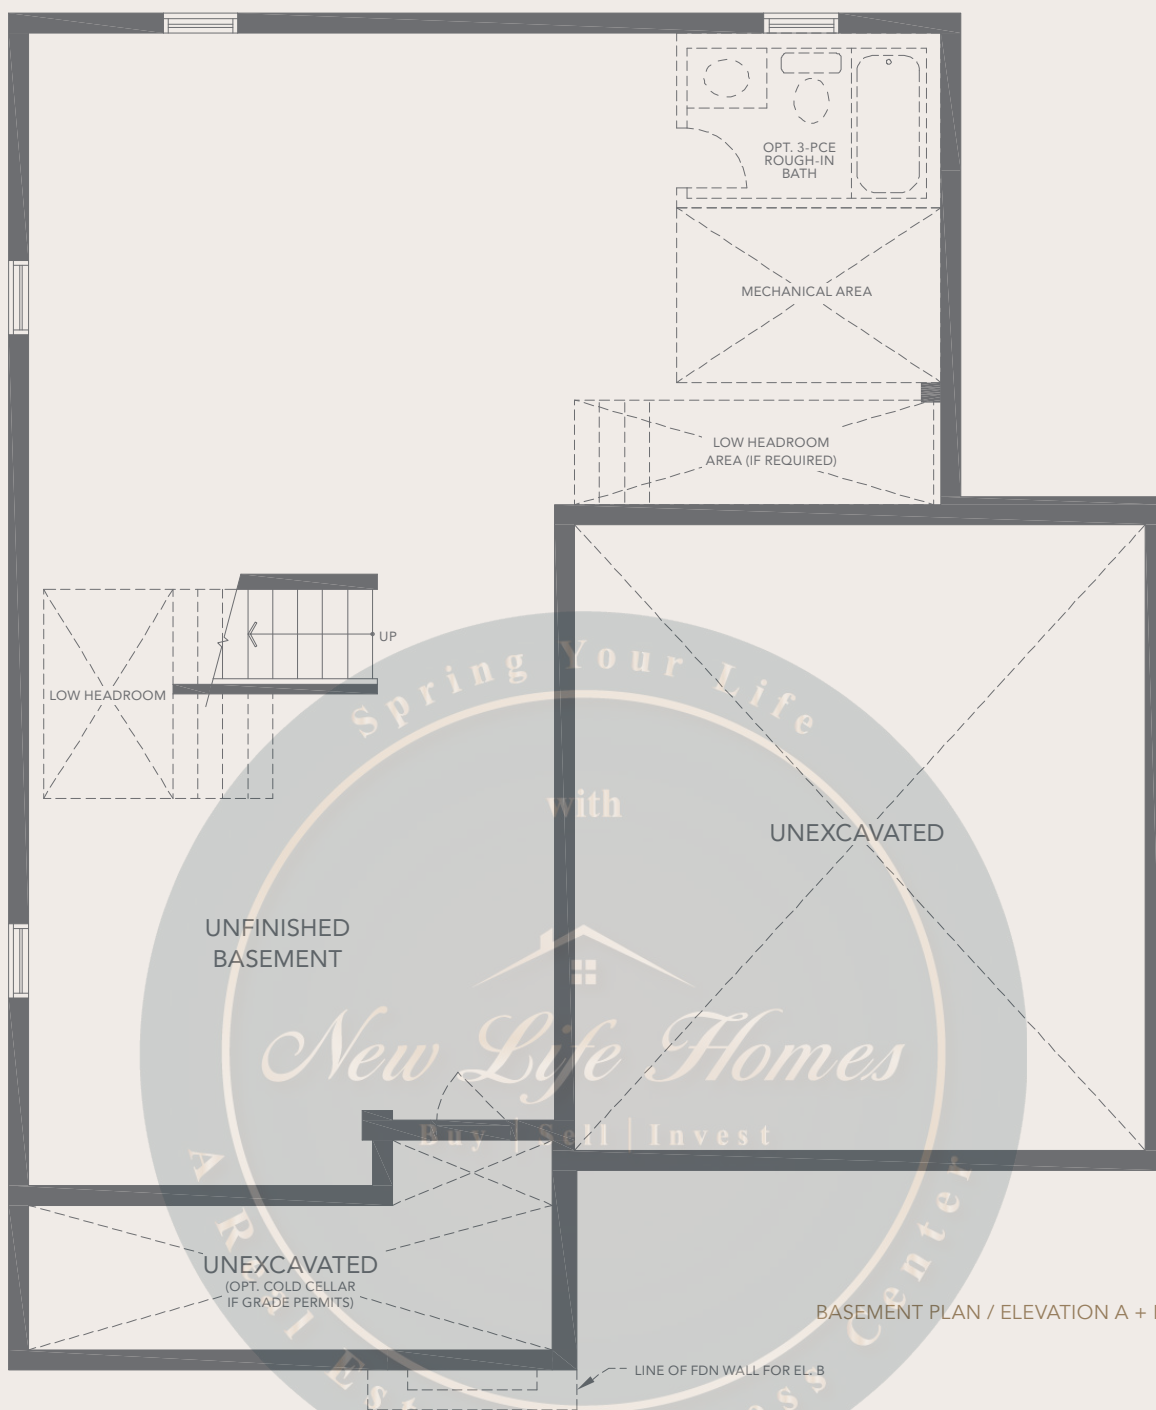 OPT. 3-PCE
ROUGH-IN
BATH
MECHANICAL AREA
LOW HEADROOM
AREA (IF REQUIRED)
UP
LOW HEADROOM
Spring Your Life
with
UNEXCAVATED
UNFINISHED
BASEMENT
New Life Homes
Buy | Sell | Invest
UNEXCAVATED
(OPT. COLD CELLAR
IF GRADE PERMITS)
BASEMENT PLAN / ELEVATION A +
LINE OF FDN WALL FOR EL. B
A Real
Center